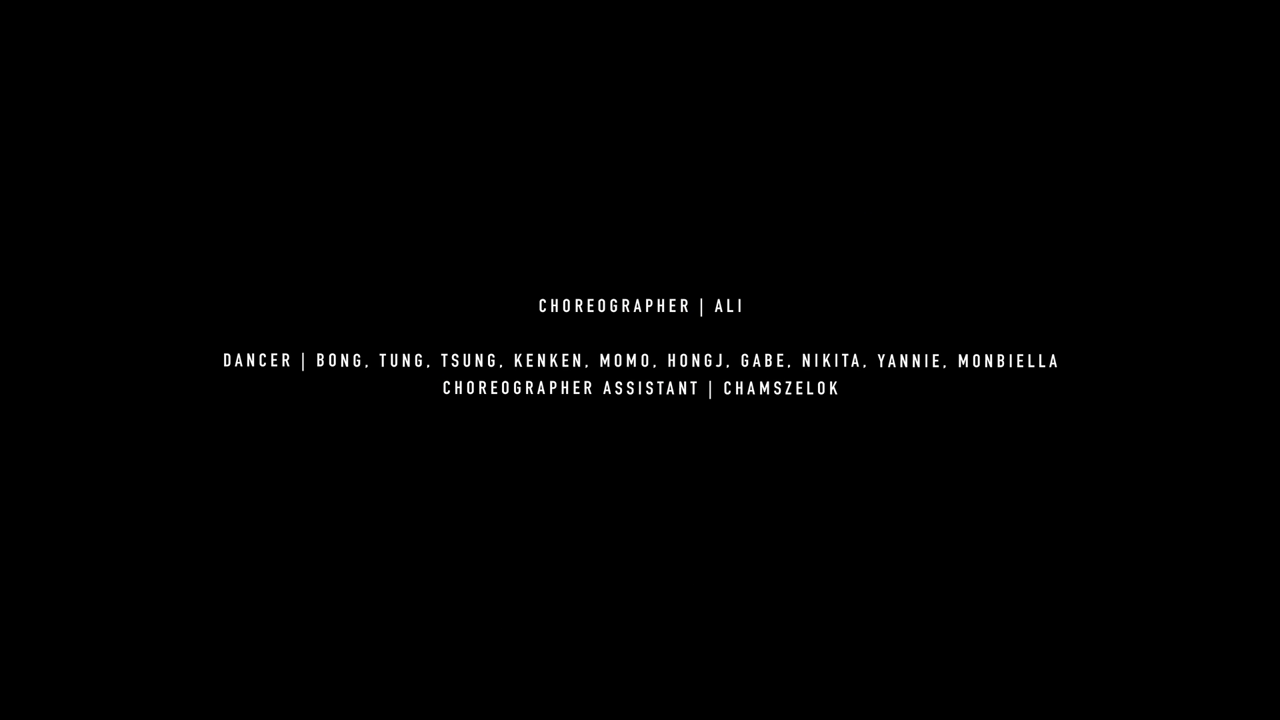 CHOREOGRAPHER | ALI
DANCER | BONG, TUNG, TSUNG, KENKEN, MOMO, HONGJ, GABE, NIKITA, YANNIE, MONBIELLA
CHOREOGRAPHER ASSISTANT | CHAMSZELOK